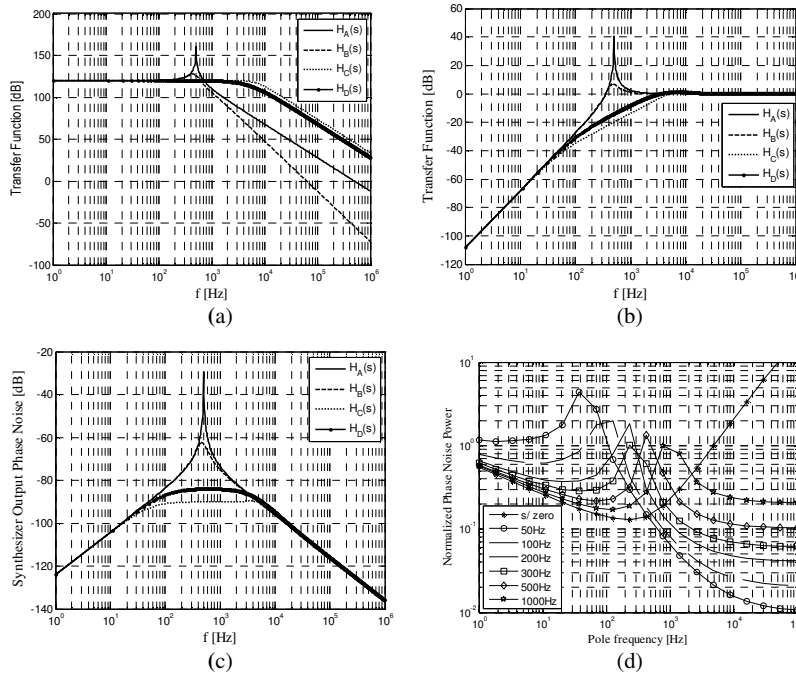 200
150
100
50
0
-50
-100
10^0
10^1
10^2
10^3
10^4
10^5
10^6
Transfer Function [dB]
f [Hz]
H_A(s)
H_B(s)
H_C(s)
H_D(s)
(a)
60
40
20
0
-20
-40
-60
-80
-100
-120
10^0
10^1
10^2
10^3
10^4
10^5
Transfer Function [dB]
f [Hz]
H_A(s)
H_B(s)
H_C(s)
H_D(s)
(b)
-20
-40
-60
-80
-100
-120
-140
10^0
10^1
10^2
10^3
10^4
10^5
10^6
Synthesizer Output Phase Noise [dB]
f [Hz]
H_A(s)
H_B(s)
H_C(s)
H_D(s)
(c)
10^1
10^0
10^-1
10^-2
10^0
10^1
10^2
10^3
10^4
Normalized Phase Noise Power
Pole frequency [Hz]
s/ zero
50Hz
100Hz
200Hz
300Hz
500Hz
1000Hz
(d)